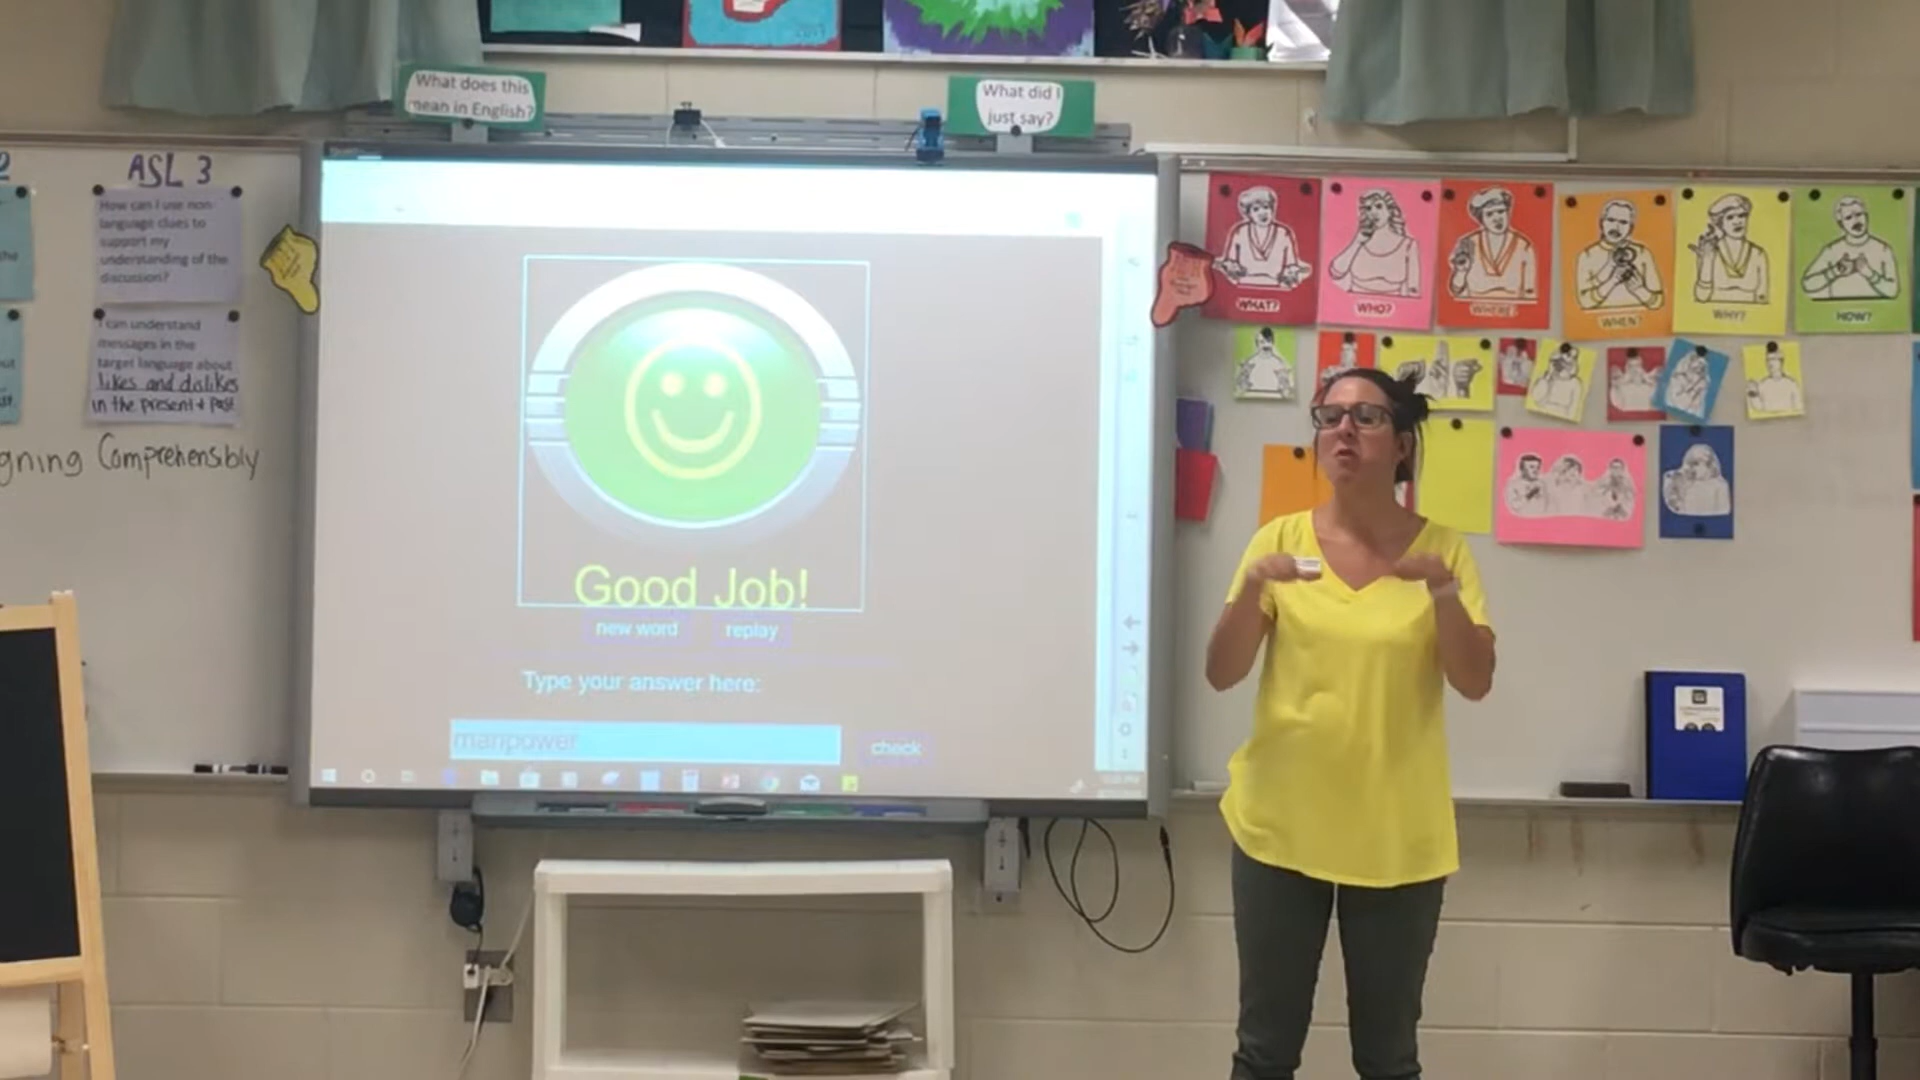 What does this
mean in English?
What did I
just say?
ASL 3
How can I use non
language clues to
support my
understanding of the
discussion?
I can understand
messages in the
target language about
likes and dislikes
in the present + past
gning Comprehensibly
Good Job!
new word
replay
Type your answer here:
manpower
check
WHAT?
WHO?
WHERE?
WHEN?
WHY?
HOW?